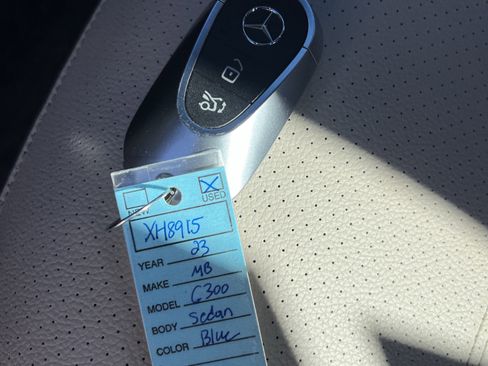 NEW USED
XH8915
YEAR 23
MAKE MB
MODEL C300
BODY Sedan
COLOR Blue